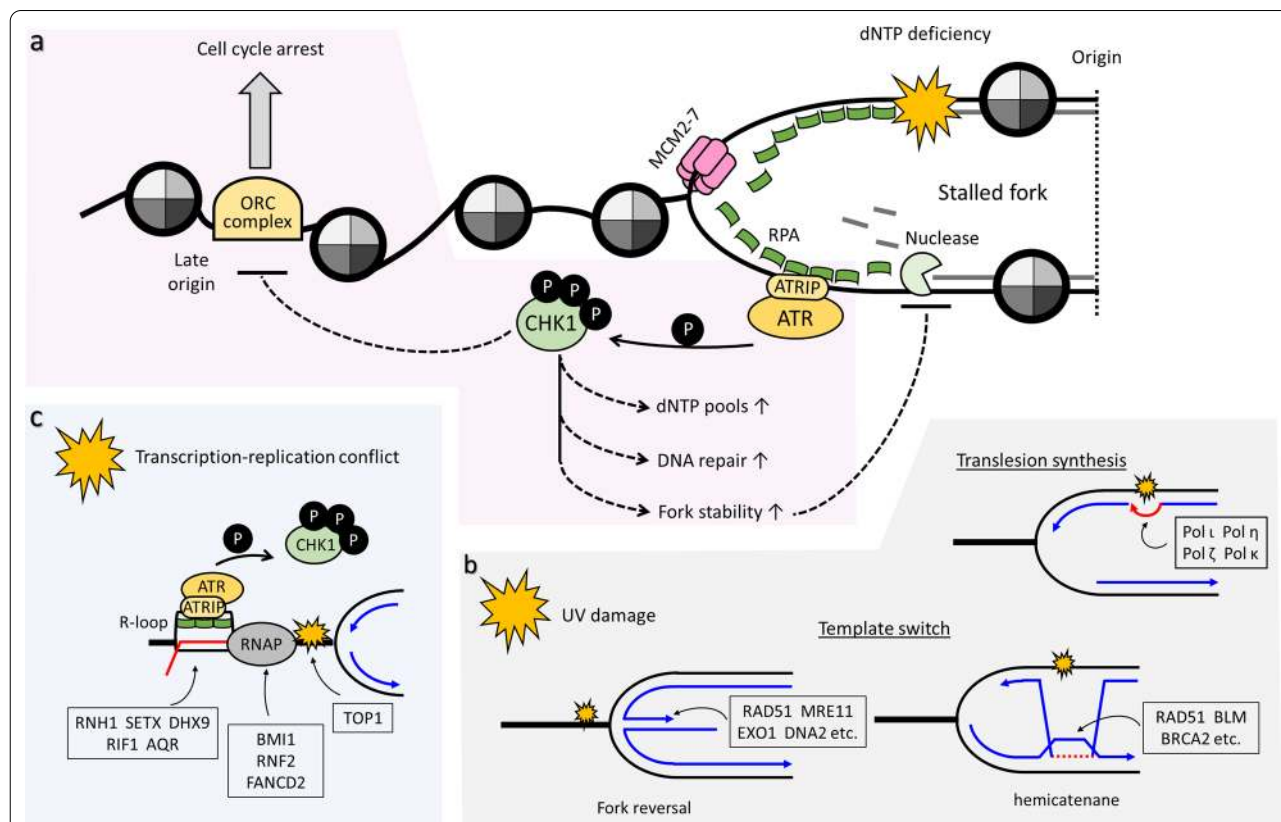 a
Cell cycle arrest
dNTP deficiency
Origin
MCM2-7
ORC
complex
Stalled fork
RPA
Nuclease
Late
origin
ATRIP
ATR
P
P
P
CHK1
P
dNTP pools ↑
DNA repair ↑
Fork stability ↑
c
Transcription-replication conflict
P
P
P
P
CHK1
ATR
ATRIP
R-loop
RNAP
TOP1
RNH1 SETX DHX9
RIF1 AQR
BMI1
RNF2
FANCD2
b
UV damage
Translesion synthesis
Pol ι Pol η
Pol ζ Pol κ
Template switch
RAD51 MRE11
EXO1 DNA2 etc.
Fork reversal
RAD51 BLM
BRCA2 etc.
hemicatenane